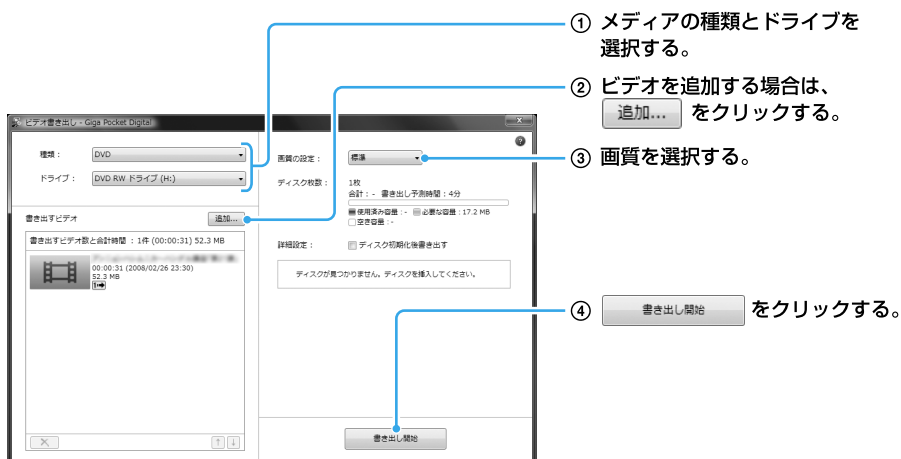 ① メディアの種類とドライブを
選択する。
② ビデオを追加する場合は、
追加... をクリックする。
③ 画質を選択する。
④ 書き出し開始 をクリックする。
ビデオ書き出し - Giga Pocket Digital
種類： DVD
ドライブ： DVD RW ドライブ (H:)
書き出すビデオ 追加...
書き出すビデオ数と合計時間 ： 1件 (00:00:31) 52.3 MB
00:00:31 (2008/02/26 23:30)
52.3 MB
画質の設定： 標準
ディスク枚数： 1枚
合計：- 書き出し予測時間：4分
使用済み容量：- 必要な容量：17.2 MB
空き容量：-
詳細設定： ディスク初期化後書き出す
ディスクが見つかりません。ディスクを挿入してください。
書き出し開始